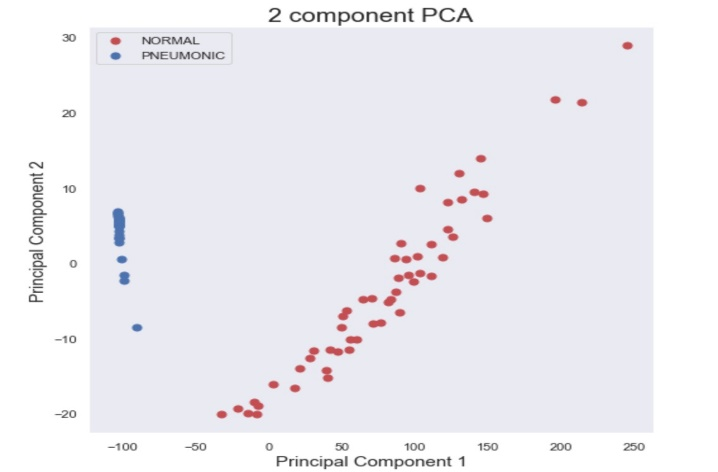 2 component PCA
NORMAL
PNEUMONIC
30
20
10
0
−10
−20
Principal Component 2
−100 −50 0 50 100 150 200 250
Principal Component 1